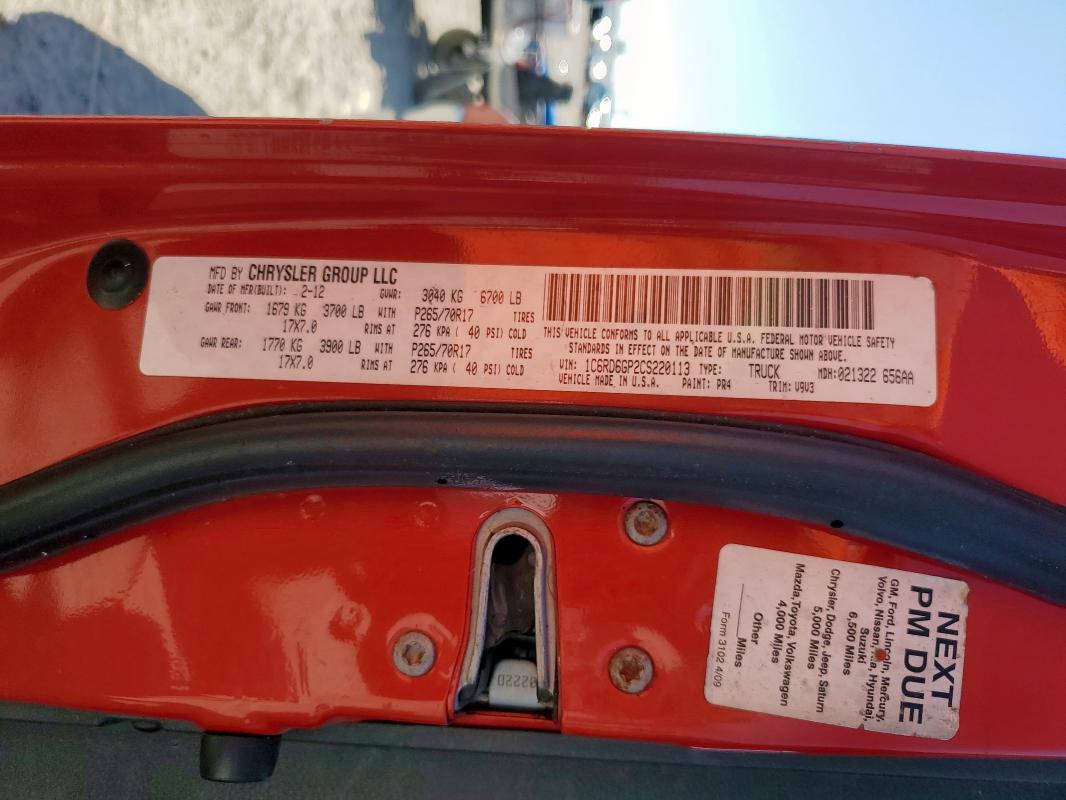 MFD BY CHRYSLER GROUP LLC
DATE OF MFR(BUILT): 2-12 GVWR: 3040 KG 6700 LB
GAWR FRONT: 1679 KG 3700 LB WITH P265/70R17 TIRES
17X7.0 RIMS AT 276 KPA ( 40 PSI) COLD
GAWR REAR: 1770 KG 3900 LB WITH P265/70R17 TIRES
17X7.0 RIMS AT 276 KPA ( 40 PSI) COLD
THIS VEHICLE CONFORMS TO ALL APPLICABLE U.S.A. FEDERAL MOTOR VEHICLE SAFETY
STANDARDS IN EFFECT ON THE DATE OF MANUFACTURE SHOWN ABOVE.
VIN: 1C6RD6GP2CS220113 TYPE: TRUCK MDH: 021322 656AA
VEHICLE MADE IN U.S.A. PAINT: PR4 TRIM: V9V3
NEXT
PM DUE
GM, Ford, Lincoln, Mercury,
Volvo, Nissan, Hyundai,
Suzuki
6,500 Miles
Chrysler, Dodge, Jeep, Saturn
5,000 Miles
Mazda, Toyota, Volkswagen
4,000 Miles
Other
____Miles
Form 3102 4/09